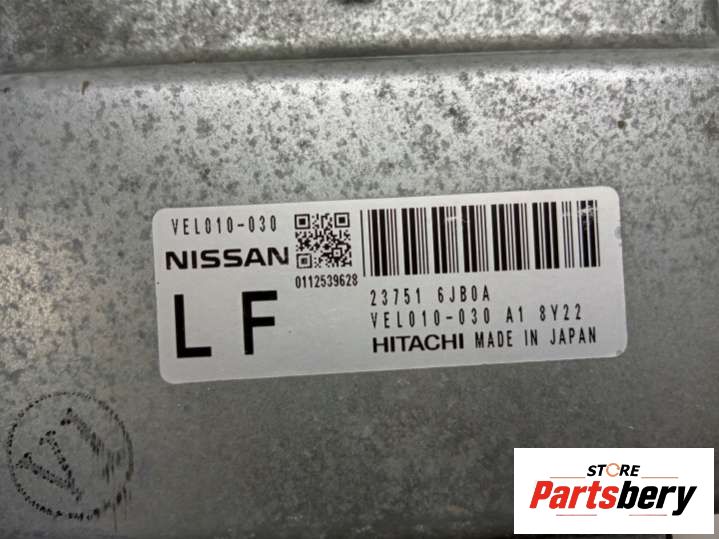 VEL010-030
NISSAN
0112539628
L F
23751 6JB0A
VEL010-030 A1 8Y22
HITACHI MADE IN JAPAN
STORE
Partsbery